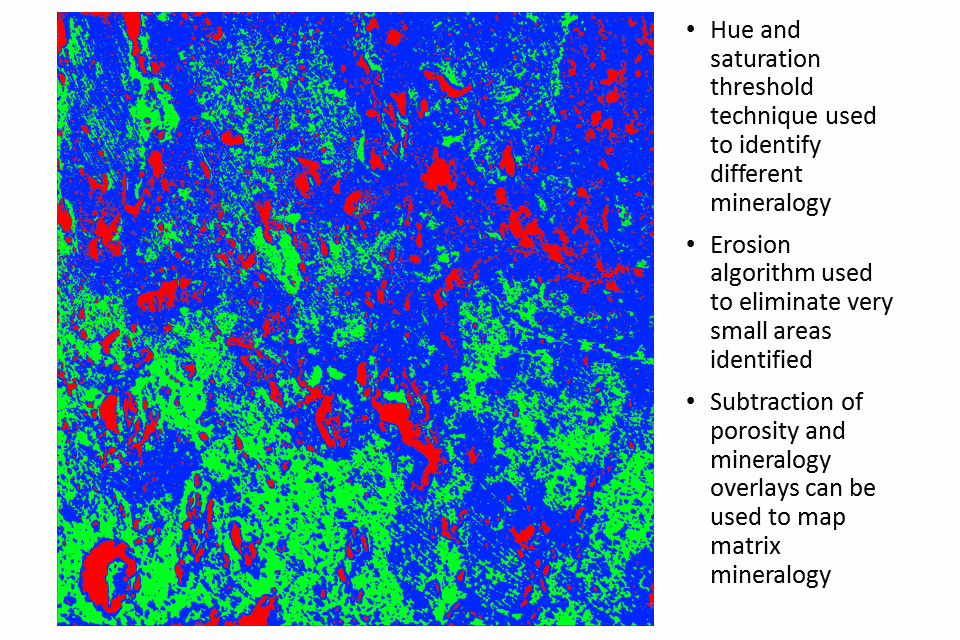 • Hue and
saturation
threshold
technique used
to identify
different
mineralogy
• Erosion
algorithm used
to eliminate very
small areas
identified
• Subtraction of
porosity and
mineralogy
overlays can be
used to map
matrix
mineralogy